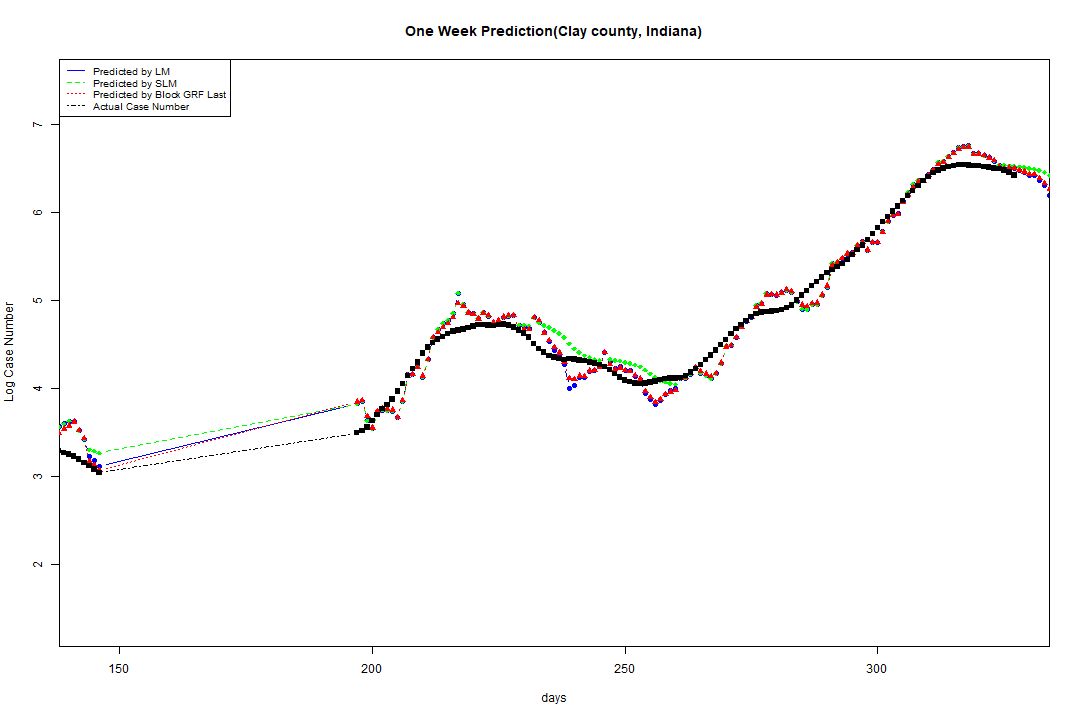 One Week Prediction(Clay county, Indiana)
Predicted by LM
Predicted by SLM
Predicted by Block GRF Last
Actual Case Number
7
6
5
4
3
2
Log Case Number
150 200 250 300
days